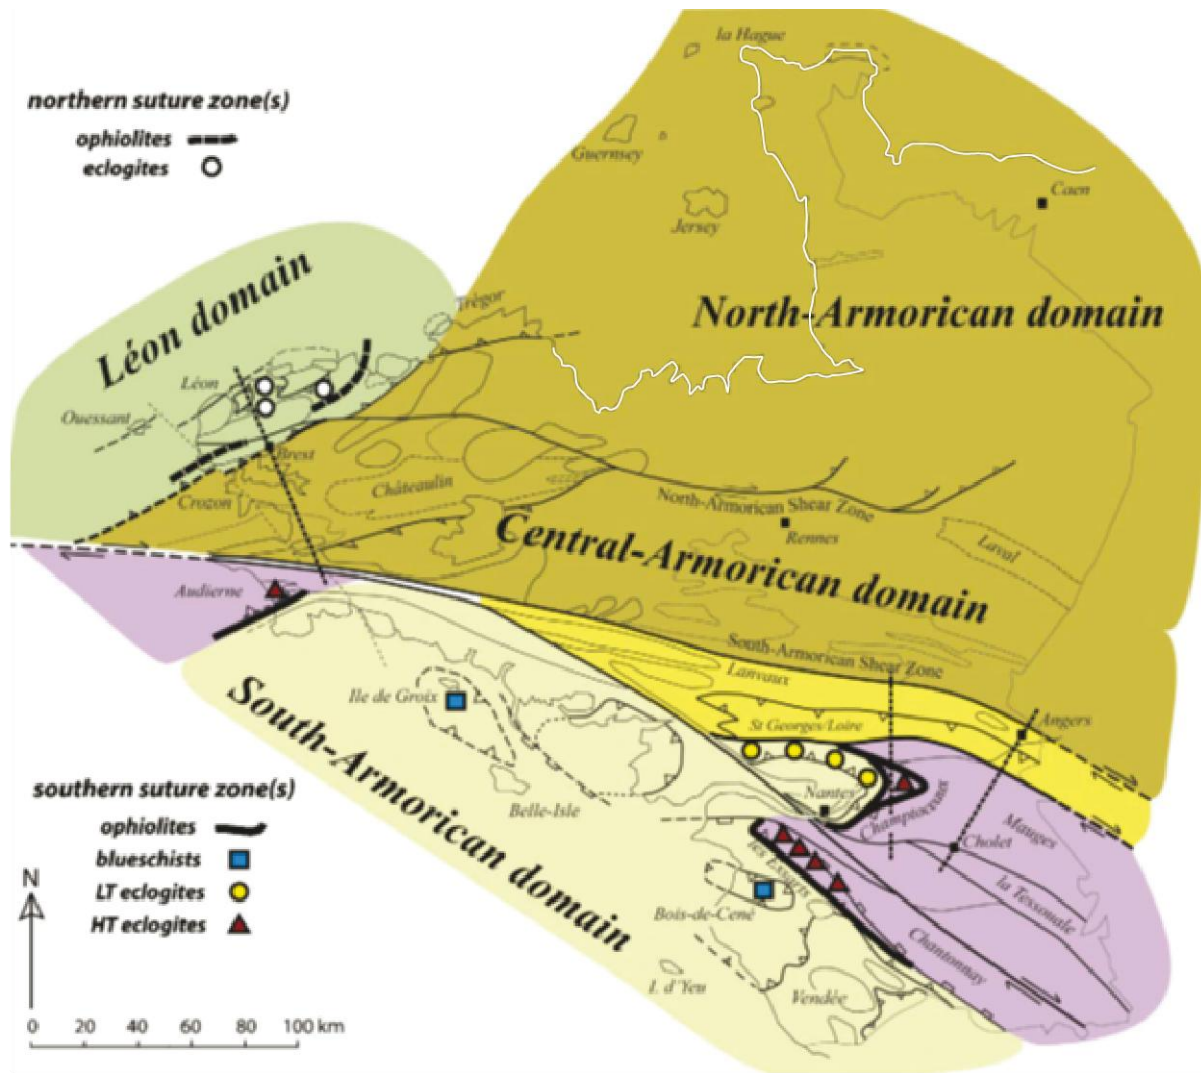 la Hague
northern suture zone(s)
ophiolites
eclogites
Guernsey
Caen
Jersey
Léon domain
Trégor
North-Armorican domain
Léon
Ouessant
Brest
Châteaulin
Crozon
North-Armorican Shear Zone
Rennes
Central-Armorican domain
Laval
Audierne
South-Armorican Shear Zone
Lanvaux
Ile de Groix
South-Armorican domain
St Georges/Loire
Angers
southern suture zone(s)
ophiolites
blueschists
LT eclogites
HT eclogites
Belle-Isle
Nantes
Champtoceaux
Mauges
Cholet
les Essarts
la Tessoualle
Bois-de-Cené
Chantonnay
I. d'Yeu
Vendée
N
0 20 40 60 80 100 km